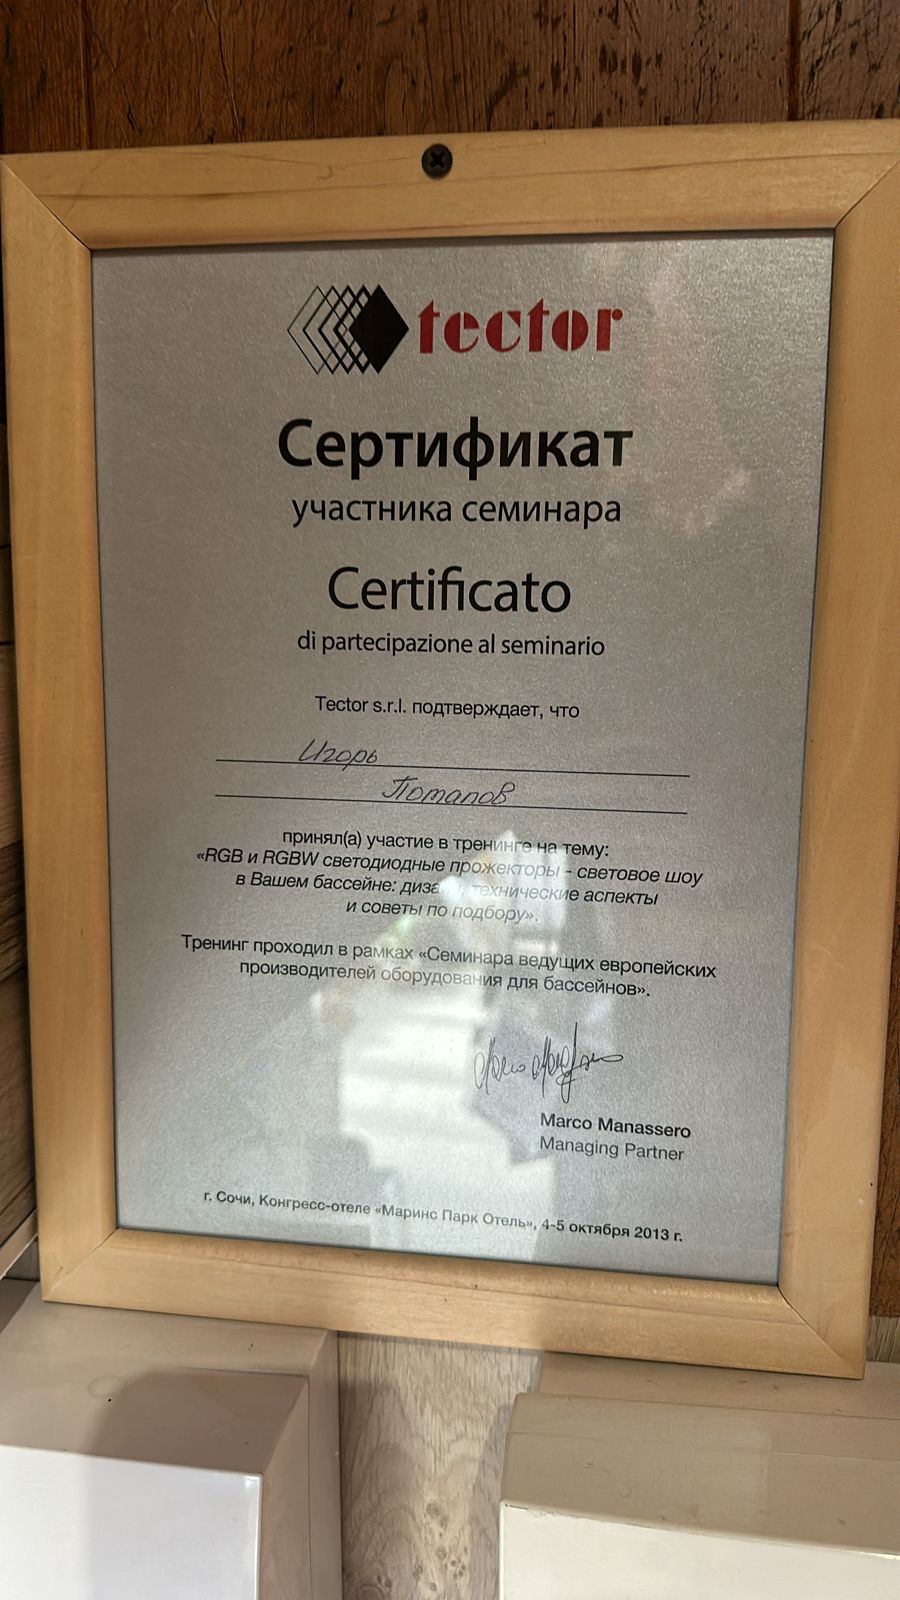 tector
Сертификат
участника семинара
Certificato
di partecipazione al seminario
Tector s.r.l. подтверждает, что
Игорь
Потапов
принял(а) участие в тренинге на тему:
«RGB и RGBW светодиодные прожекторы - световое шоу
в Вашем бассейне: дизайн, технические аспекты
и советы по подбору».
Тренинг проходил в рамках «Семинара ведущих европейских
производителей оборудования для бассейнов».
Marco Manassero
Managing Partner
г. Сочи, Конгресс-отеле «Маринс Парк Отель», 4-5 октября 2013 г.